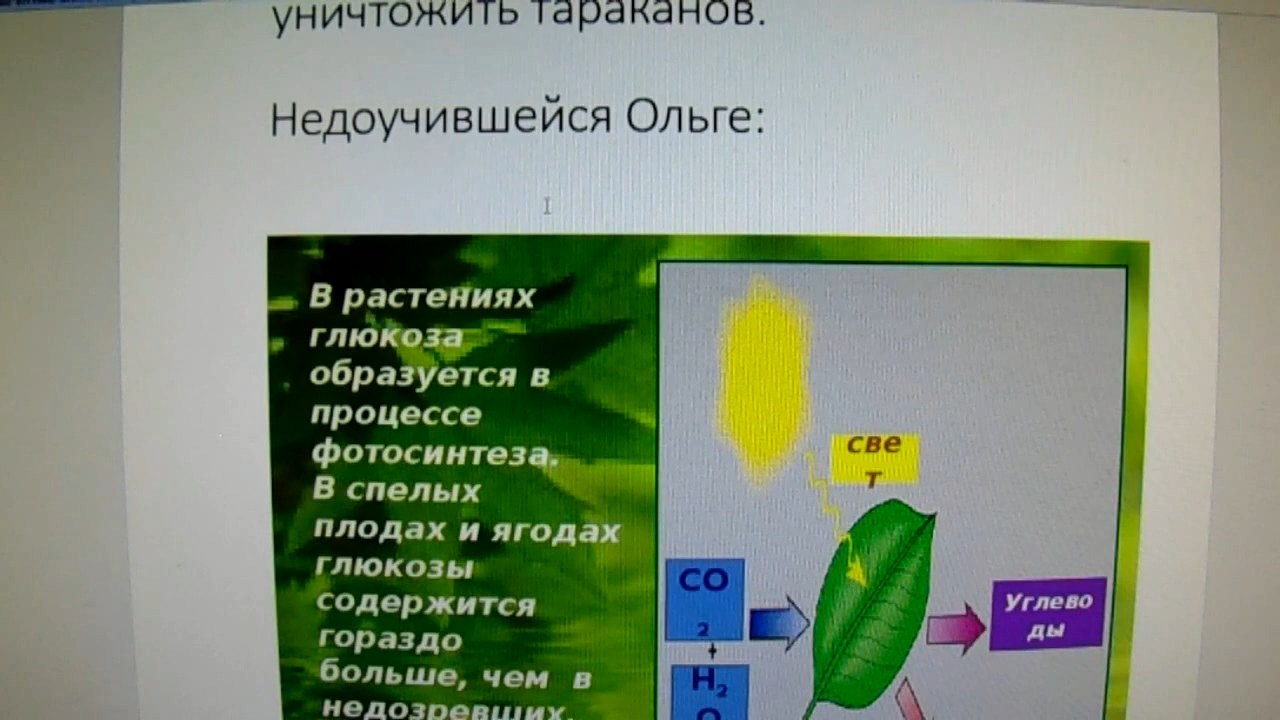 уничтожить тараканов.
Недоучившейся Ольге:
В растениях
глюкоза
образуется в
процессе
фотосинтеза.
В спелых
плодах и ягодах
глюкозы
содержится
гораздо
больше, чем в
недозревших.
све
т
CO
2
+
H2
O
Углево
ды